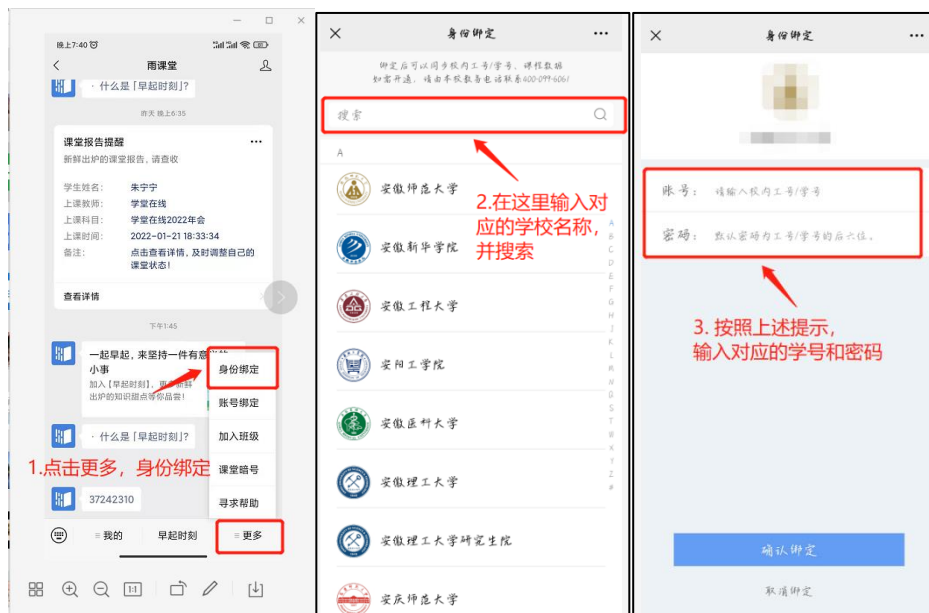 晚上7:40
雨课堂
· 什么是「早起时刻」?
昨天 晚上6:35
课堂报告提醒
新鲜出炉的课堂报告,请查收
学生姓名: 朱宁宁
上课教师: 学堂在线
上课科目: 学堂在线2022年会
上课时间: 2022-01-21 18:33:34
备注: 点击查看详情,及时调整自己的
课堂状态!
查看详情
下午1:45
一起早起,来坚持一件有意义的
小事
加入【早起时刻】,更多新鲜
出炉的知识甜点等你品尝!
身份绑定
账号绑定
加入班级
课堂暗号
寻求帮助
· 什么是「早起时刻」?
1.点击更多,身份绑定
37242310
≡ 我的
早起时刻
≡ 更多
1:1
身份绑定
绑定后可以同步校内工号/学号、课程数据
如需开通,请由本校教务电话联系400-099-6061
搜索
A
安徽师范大学
安徽新华学院
安徽工程大学
安阳工学院
安徽医科大学
安徽理工大学
安徽理工大学研究生院
安庆师范大学
2.在这里输入对
应的学校名称,
并搜索
A
B
C
D
E
F
G
H
J
K
L
M
N
Q
S
T
W
X
Y
Z
#
身份绑定
账号: 请输入校内工号/学号
密码: 默认密码为工号/学号的后六位。
3. 按照上述提示,
输入对应的学号和密码
确认绑定
取消绑定